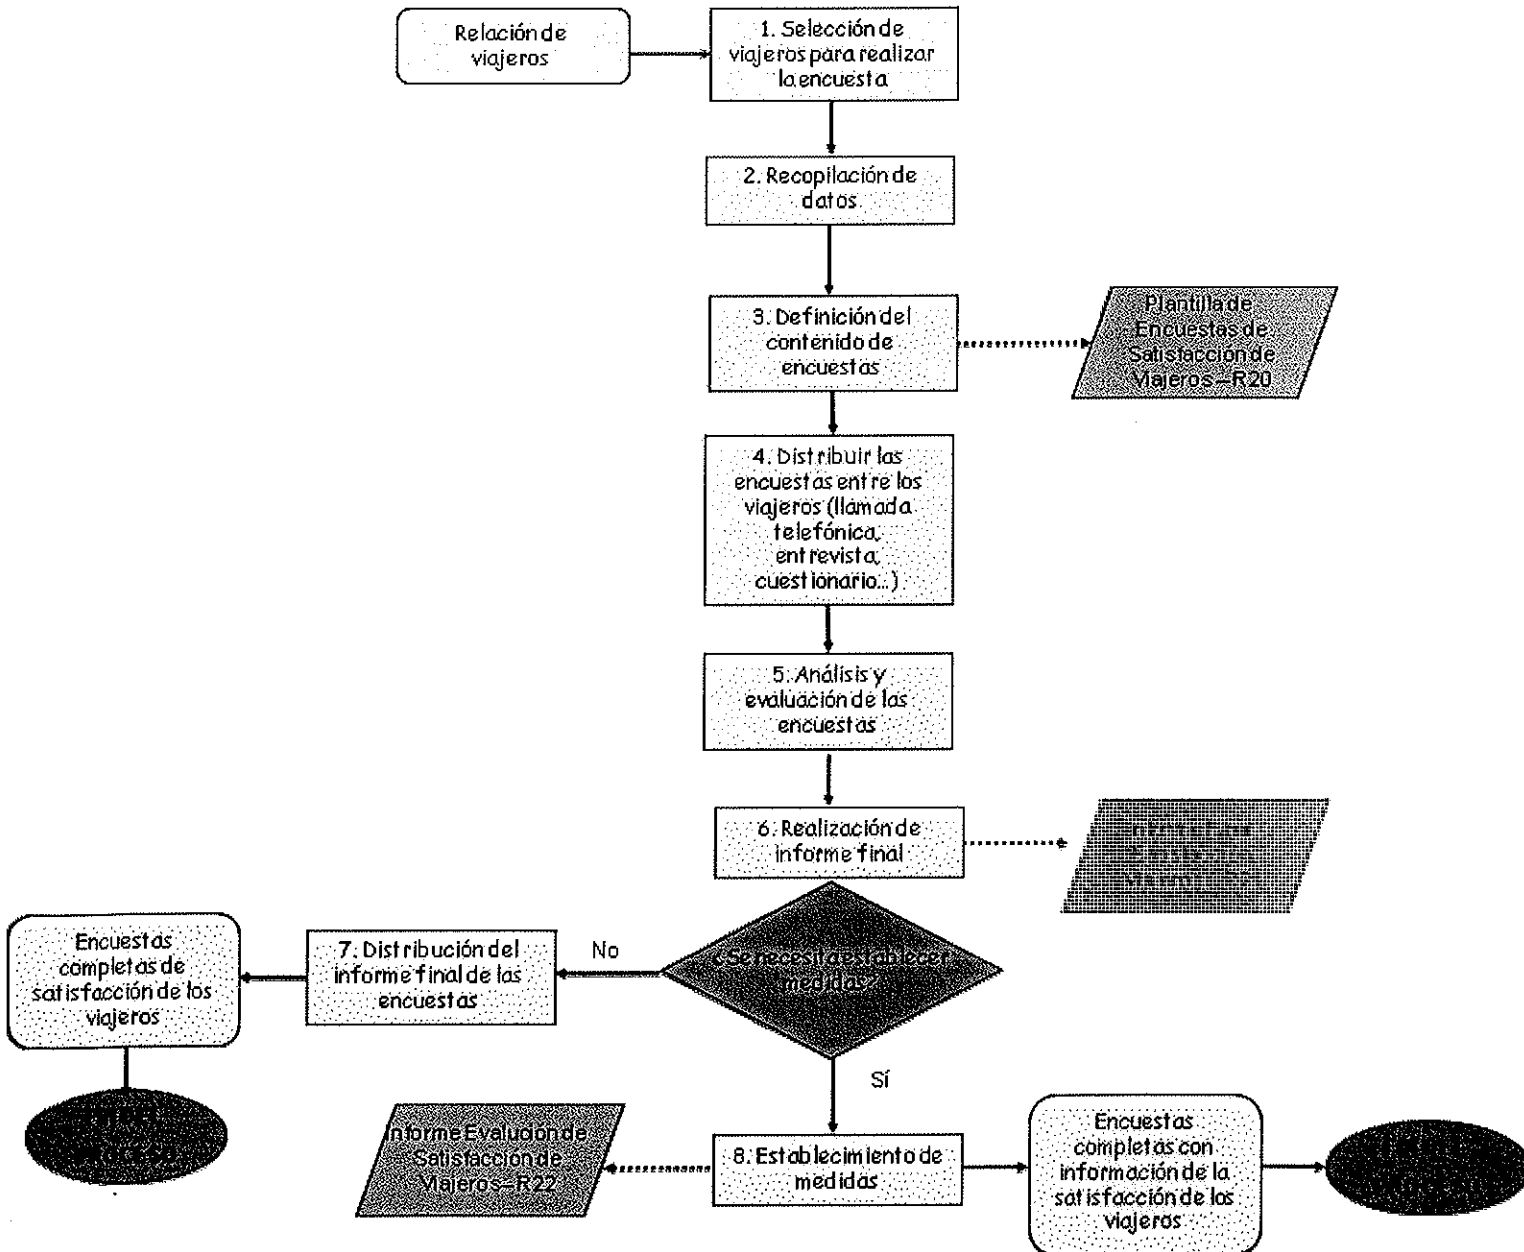 Relación de
viajeros
1. Selección de
viajeros para realizar
la encuesta
2. Recopilación de
datos
3. Definición del
contenido de
encuestas
Plantilla de
Encuestas de
Satisfacción de
Viajeros – R20
4. Distribuir las
encuestas entre los
viajeros (llamada
telefónica,
entrevista,
cuestionario...)
5. Análisis y
evaluación de las
encuestas
6. Realización de
informe final
¿Se necesita establecer
medidas?
No
7. Distribución del
informe final de las
encuestas
Encuestas
completas de
satisfacción de los
viajeros
Sí
8. Establecimiento de
medidas
Informe Evalución de
Satisfacción de
Viajeros – R22
Encuestas
completas con
información de la
satisfacción de los
viajeros